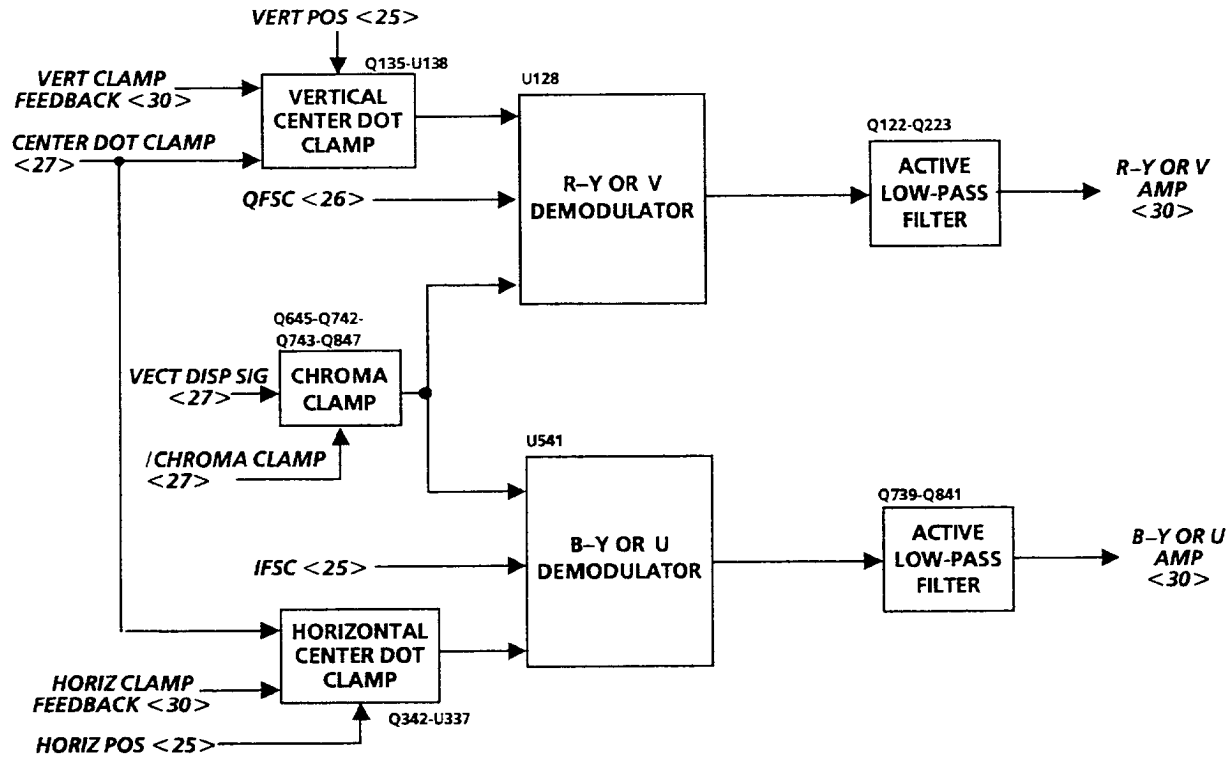 VERT POS <25>
Q135-U138
VERT CLAMP
FEEDBACK <30>
VERTICAL
CENTER DOT
CLAMP
CENTER DOT CLAMP
<27>
U128
R–Y OR V
DEMODULATOR
QFSC <26>
Q122-Q223
ACTIVE
LOW-PASS
FILTER
R–Y OR V
AMP
<30>
Q645-Q742-
Q743-Q847
CHROMA
CLAMP
VECT DISP SIG
<27>
/CHROMA CLAMP
<27>
U541
B–Y OR U
DEMODULATOR
IFSC <25>
Q739-Q841
ACTIVE
LOW-PASS
FILTER
B–Y OR U
AMP
<30>
HORIZONTAL
CENTER DOT
CLAMP
HORIZ CLAMP
FEEDBACK <30>
Q342-U337
HORIZ POS <25>